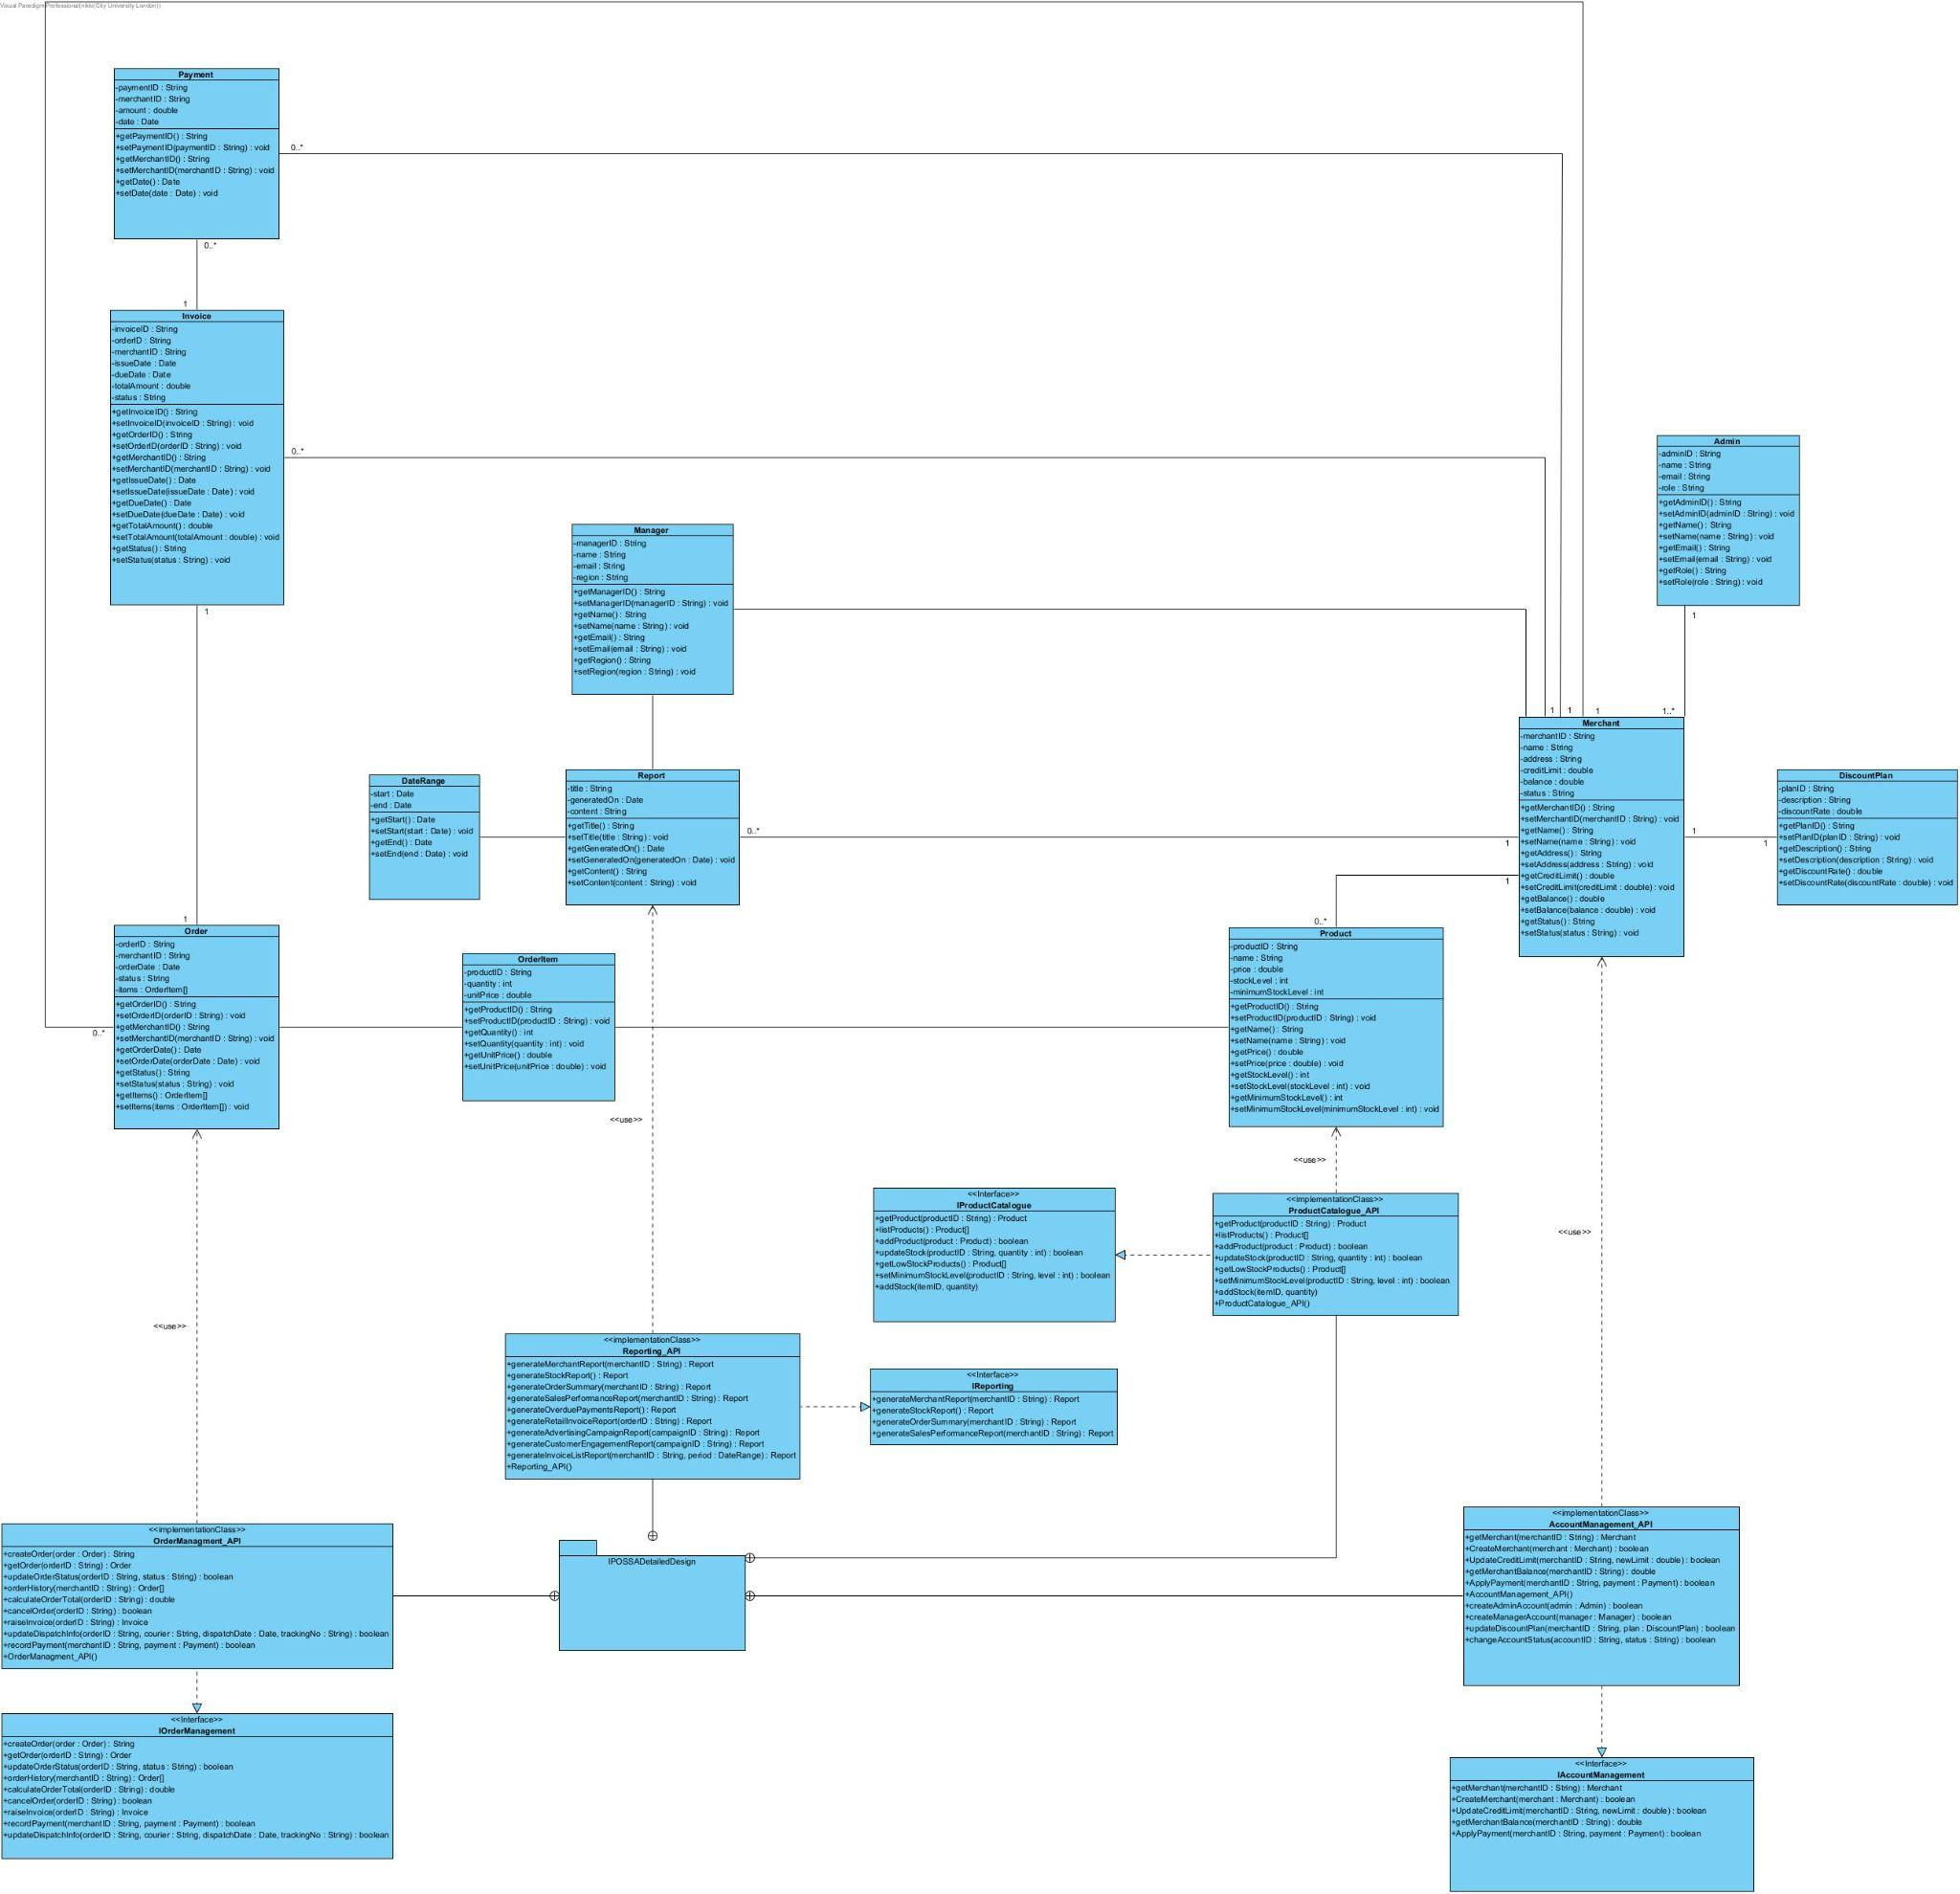 Visual Paradigm Professional(nikki(City University London))
Payment
-paymentID : String
-merchantID : String
-amount : double
-date : Date
+getPaymentID() : String
+setPaymentID(paymentID : String) : void
+getMerchantID() : String
+setMerchantID(merchantID : String) : void
+getDate() : Date
+setDate(date : Date) : void
0..*
0..*
1
Invoice
-invoiceID : String
-orderID : String
-merchantID : String
-issueDate : Date
-dueDate : Date
-totalAmount : double
-status : String
+getInvoiceID() : String
+setInvoiceID(invoiceID : String) : void
+getOrderID() : String
+setOrderID(orderID : String) : void
+getMerchantID() : String
+setMerchantID(merchantID : String) : void
+getIssueDate() : Date
+setIssueDate(issueDate : Date) : void
+getDueDate() : Date
+setDueDate(dueDate : Date) : void
+getTotalAmount() : double
+setTotalAmount(totalAmount : double) : void
+getStatus() : String
+setStatus(status : String) : void
0..*
1
Admin
-adminID : String
-name : String
-email : String
-role : String
+getAdminID() : String
+setAdminID(adminID : String) : void
+getName() : String
+setName(name : String) : void
+getEmail() : String
+setEmail(email : String) : void
+getRole() : String
+setRole(role : String) : void
1
Manager
-managerID : String
-name : String
-email : String
-region : String
+getManagerID() : String
+setManagerID(managerID : String) : void
+getName() : String
+setName(name : String) : void
+getEmail() : String
+setEmail(email : String) : void
+getRegion() : String
+setRegion(region : String) : void
1
1
1
1..*
Merchant
-merchantID : String
-name : String
-address : String
-creditLimit : double
-balance : double
-status : String
+getMerchantID() : String
+setMerchantID(merchantID : String) : void
+getName() : String
+setName(name : String) : void
+getAddress() : String
+setAddress(address : String) : void
+getCreditLimit() : double
+setCreditLimit(creditLimit : double) : void
+getBalance() : double
+setBalance(balance : double) : void
+getStatus() : String
+setStatus(status : String) : void
DateRange
-start : Date
-end : Date
+getStart() : Date
+setStart(start : Date) : void
+getEnd() : Date
+setEnd(end : Date) : void
Report
-title : String
-generatedOn : Date
-content : String
+getTitle() : String
+setTitle(title : String) : void
+getGeneratedOn() : Date
+setGeneratedOn(generatedOn : Date) : void
+getContent() : String
+setContent(content : String) : void
0..*
1
1
1
DiscountPlan
-planID : String
-description : String
-discountRate : double
+getPlanID() : String
+setPlanID(planID : String) : void
+getDescription() : String
+setDescription(description : String) : void
+getDiscountRate() : double
+setDiscountRate(discountRate : double) : void
1
0..*
1
Order
-orderID : String
-merchantID : String
-orderDate : Date
-status : String
-items : OrderItem[]
+getOrderID() : String
+setOrderID(orderID : String) : void
+getMerchantID() : String
+setMerchantID(merchantID : String) : void
+getOrderDate() : Date
+setOrderDate(orderDate : Date) : void
+getStatus() : String
+setStatus(status : String) : void
+getItems() : OrderItem[]
+setItems(items : OrderItem[]) : void
0..*
OrderItem
-productID : String
-quantity : int
-unitPrice : double
+getProductID() : String
+setProductID(productID : String) : void
+getQuantity() : int
+setQuantity(quantity : int) : void
+getUnitPrice() : double
+setUnitPrice(unitPrice : double) : void
Product
-productID : String
-name : String
-price : double
-stockLevel : int
-minimumStockLevel : int
+getProductID() : String
+setProductID(productID : String) : void
+getName() : String
+setName(name : String) : void
+getPrice() : double
+setPrice(price : double) : void
+getStockLevel() : int
+setStockLevel(stockLevel : int) : void
+getMinimumStockLevel() : int
+setMinimumStockLevel(minimumStockLevel : int) : void
<<use>>
<<use>>
<<use>>
<<use>>
<<Interface>>
IProductCatalogue
+getProduct(productID : String) : Product
+listProducts() : Product[]
+addProduct(product : Product) : boolean
+updateStock(productID : String, quantity : int) : boolean
+getLowStockProducts() : Product[]
+setMinimumStockLevel(productID : String, level : int) : boolean
+addStock(itemID, quantity)
<<implementationClass>>
ProductCatalogue_API
+getProduct(productID : String) : Product
+listProducts() : Product[]
+addProduct(product : Product) : boolean
+updateStock(productID : String, quantity : int) : boolean
+getLowStockProducts() : Product[]
+setMinimumStockLevel(productID : String, level : int) : boolean
+addStock(itemID, quantity)
+ProductCatalogue_API()
<<implementationClass>>
Reporting_API
+generateMerchantReport(merchantID : String) : Report
+generateStockReport() : Report
+generateOrderSummary(merchantID : String) : Report
+generateSalesPerformanceReport(merchantID : String) : Report
+generateOverduePaymentsReport() : Report
+generateRetailInvoiceReport(orderID : String) : Report
+generateAdvertisingCampaignReport(campaignID : String) : Report
+generateCustomerEngagementReport(campaignID : String) : Report
+generateInvoiceListReport(merchantID : String, period : DateRange) : Report
+Reporting_API()
<<Interface>>
IReporting
+generateMerchantReport(merchantID : String) : Report
+generateStockReport() : Report
+generateOrderSummary(merchantID : String) : Report
+generateSalesPerformanceReport(merchantID : String) : Report
<<implementationClass>>
OrderManagment_API
+createOrder(order : Order) : String
+getOrder(orderID : String) : Order
+updateOrderStatus(orderID : String, status : String) : boolean
+orderHistory(merchantID : String) : Order[]
+calculateOrderTotal(orderID : String) : double
+cancelOrder(orderID : String) : boolean
+raiseInvoice(orderID : String) : Invoice
+updateDispatchInfo(orderID : String, courier : String, dispatchDate : Date, trackingNo : String) : boolean
+recordPayment(merchantID : String, payment : Payment) : boolean
+OrderManagment_API()
IPOSSADetailedDesign
<<implementationClass>>
AccountManagement_API
+getMerchant(merchantID : String) : Merchant
+CreateMerchant(merchant : Merchant) : boolean
+UpdateCreditLimit(merchantID : String, newLimit : double) : boolean
+getMerchantBalance(merchantID : String) : double
+ApplyPayment(merchantID : String, payment : Payment) : boolean
+AccountManagement_API()
+createAdminAccount(admin : Admin) : boolean
+createManagerAccount(manager : Manager) : boolean
+updateDiscountPlan(merchantID : String, plan : DiscountPlan) : boolean
+changeAccountStatus(accountID : String, status : String) : boolean
<<Interface>>
IOrderManagement
+createOrder(order : Order) : String
+getOrder(orderID : String) : Order
+updateOrderStatus(orderID : String, status : String) : boolean
+orderHistory(merchantID : String) : Order[]
+calculateOrderTotal(orderID : String) : double
+cancelOrder(orderID : String) : boolean
+raiseInvoice(orderID : String) : Invoice
+recordPayment(merchantID : String, payment : Payment) : boolean
+updateDispatchInfo(orderID : String, courier : String, dispatchDate : Date, trackingNo : String) : boolean
<<Interface>>
IAccountManagement
+getMerchant(merchantID : String) : Merchant
+CreateMerchant(merchant : Merchant) : boolean
+UpdateCreditLimit(merchantID : String, newLimit : double) : boolean
+getMerchantBalance(merchantID : String) : double
+ApplyPayment(merchantID : String, payment : Payment) : boolean